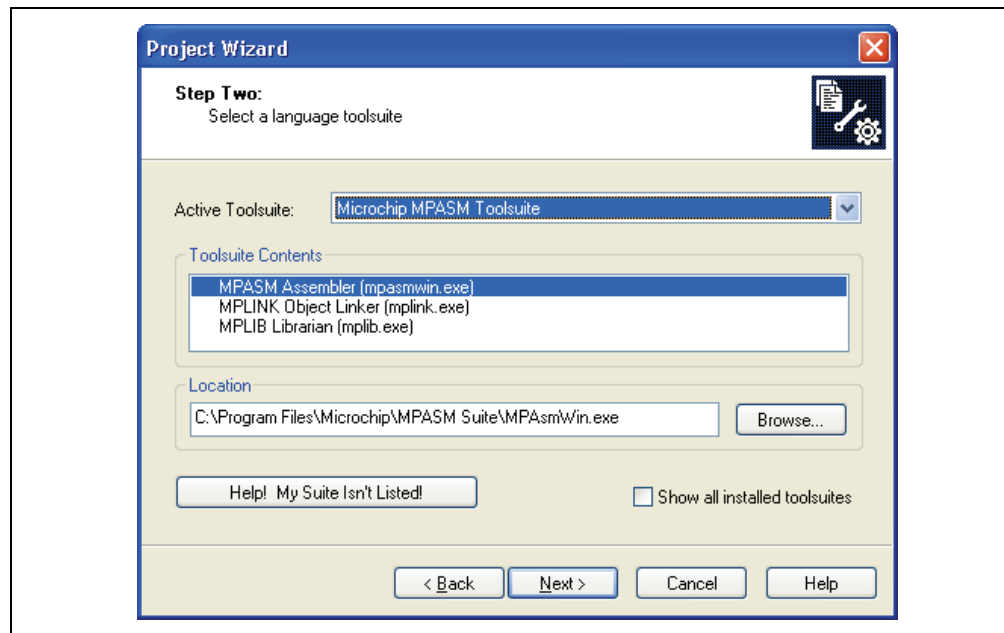 Project Wizard
Step Two:
Select a language toolsuite
Active Toolsuite: Microchip MPASM Toolsuite
Toolsuite Contents
MPASM Assembler (mpasmwin.exe)
MPLINK Object Linker (mplink.exe)
MPLIB Librarian (mplib.exe)
Location
C:\Program Files\Microchip\MPASM Suite\MPAsmWin.exe Browse...
Help! My Suite Isn't Listed! Show all installed toolsuites
< Back Next > Cancel Help